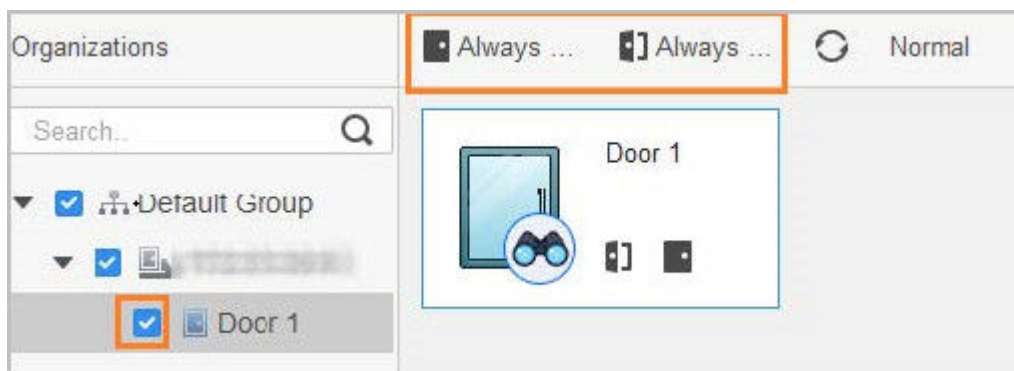 Organizations
Always ... Always ... Normal
Search...
Door 1
Default Group
Door 1